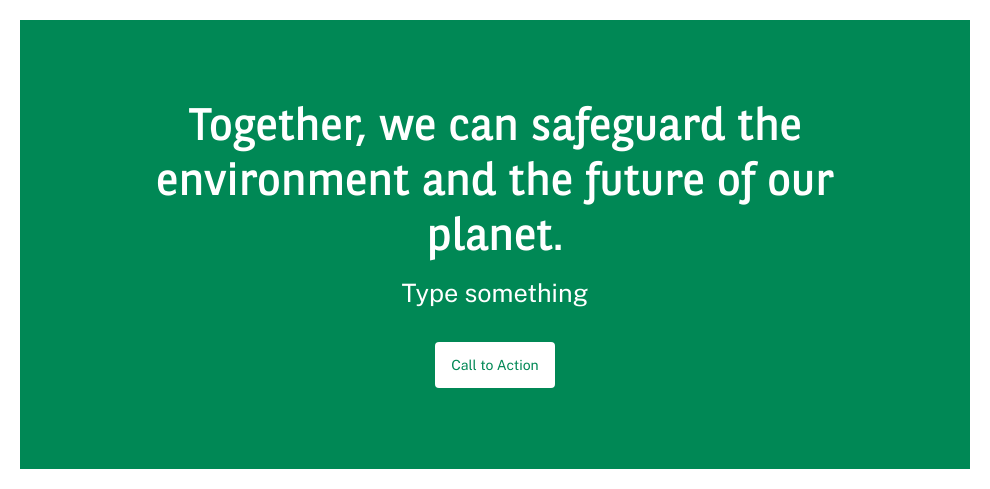 Together, we can safeguard the
environment and the future of our
planet.
Type something
Call to Action